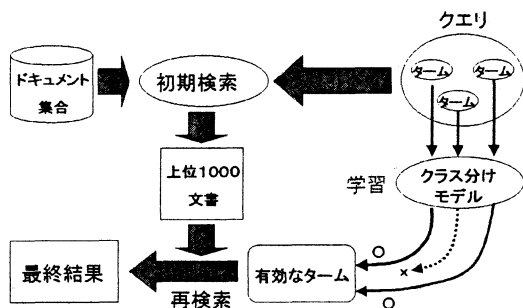 クエリ
ターム
ターム
ターム
ドキュメント
集合
初期検索
上位1000
文書
学習
クラス分け
モデル
○
×
○
有効なターム
再検索
最終結果